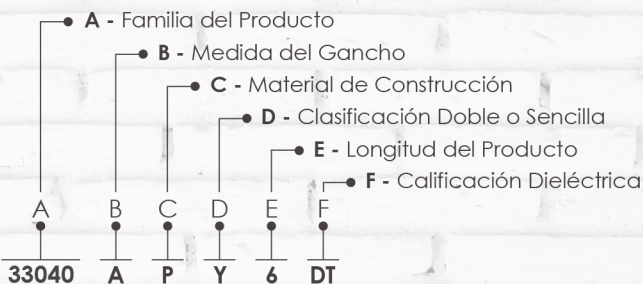 A - Familia del Producto
B - Medida del Gancho
C - Material de Construcción
D - Clasificación Doble o Sencilla
E - Longitud del Producto
F - Calificación Dieléctrica
A B C D E F
33040 A P Y 6 DT